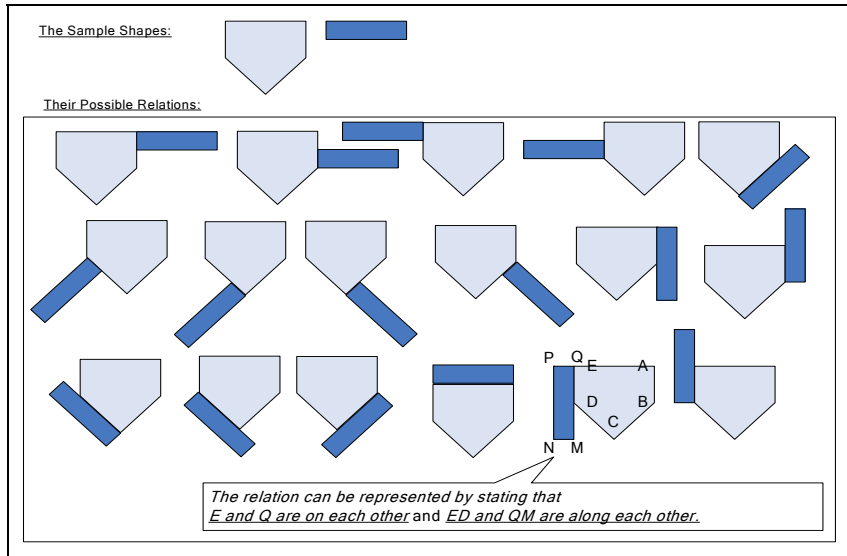 The Sample Shapes:
Their Possible Relations:
P Q E A
D B
C
N M
The relation can be represented by stating that
E and Q are on each other and ED and QM are along each other.